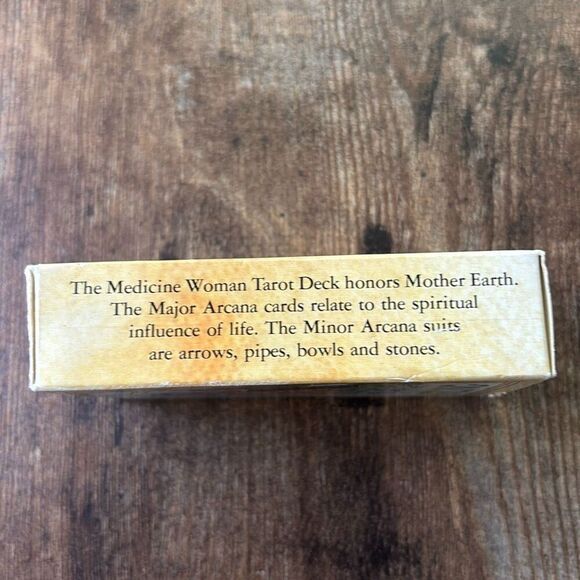 The Medicine Woman Tarot Deck honors Mother Earth.
The Major Arcana cards relate to the spiritual
influence of life. The Minor Arcana suits
are arrows, pipes, bowls and stones.